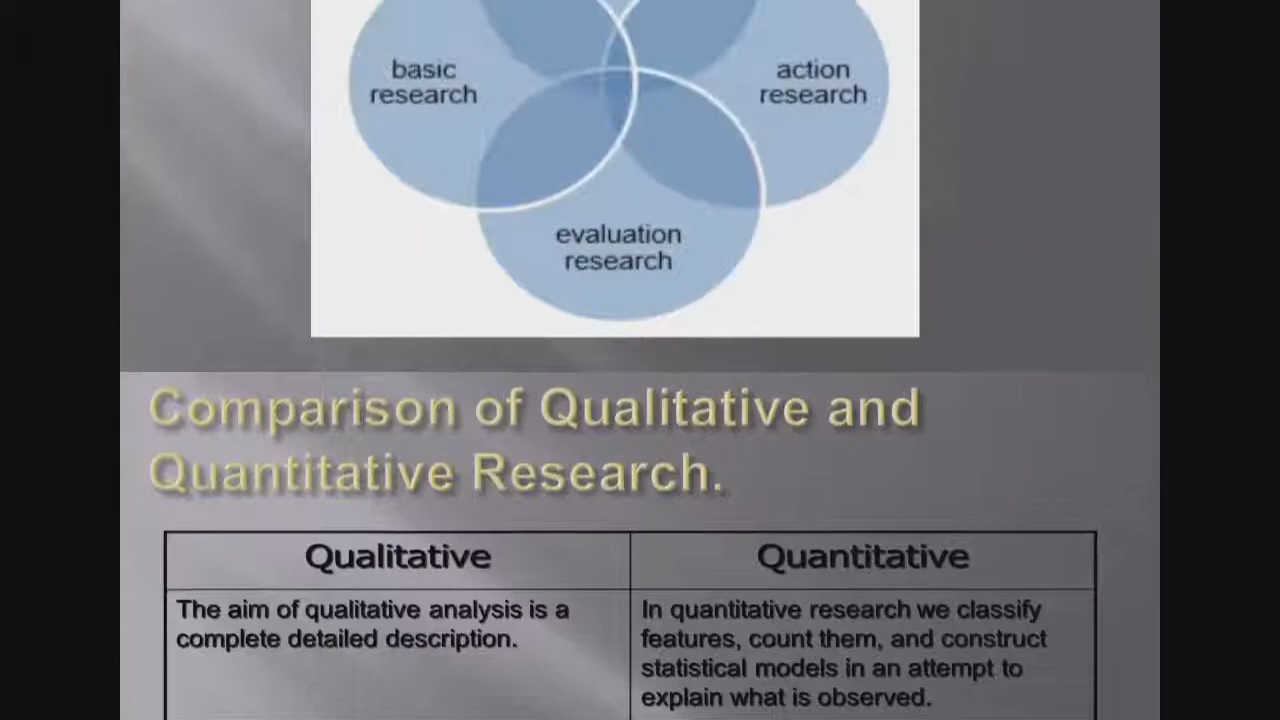 basic
research
action
research
evaluation
research
Comparison of Qualitative and
Quantitative Research.
Qualitative
Quantitative
The aim of qualitative analysis is a
complete detailed description.
In quantitative research we classify
features, count them, and construct
statistical models in an attempt to
explain what is observed.